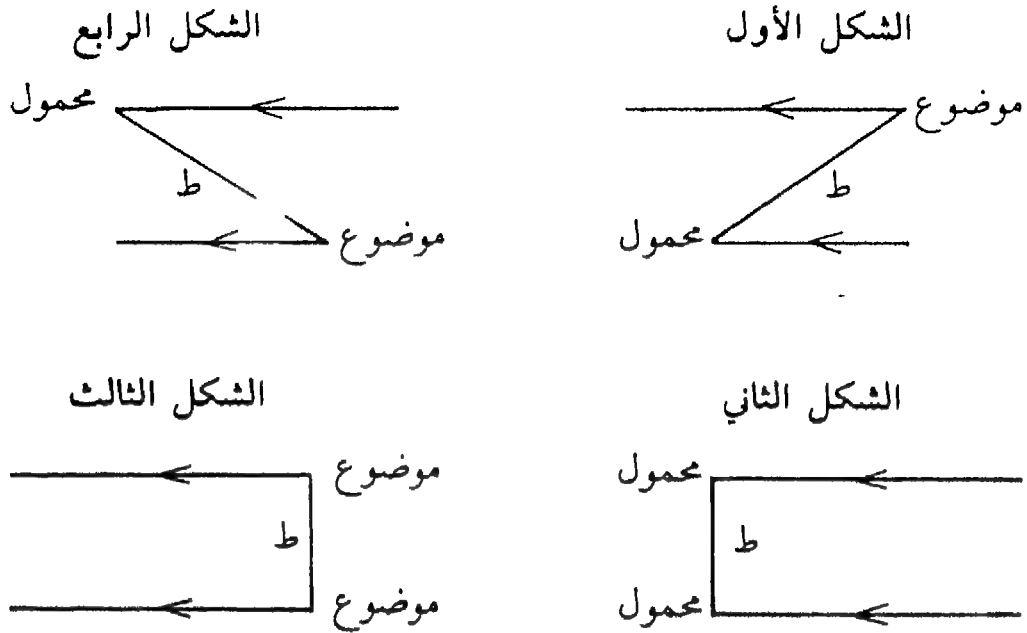 الشكل الأول
موضوع
ط
محمول
الشكل الرابع
محمول
ط
موضوع
الشكل الثاني
محمول
ط
محمول
الشكل الثالث
موضوع
ط
موضوع